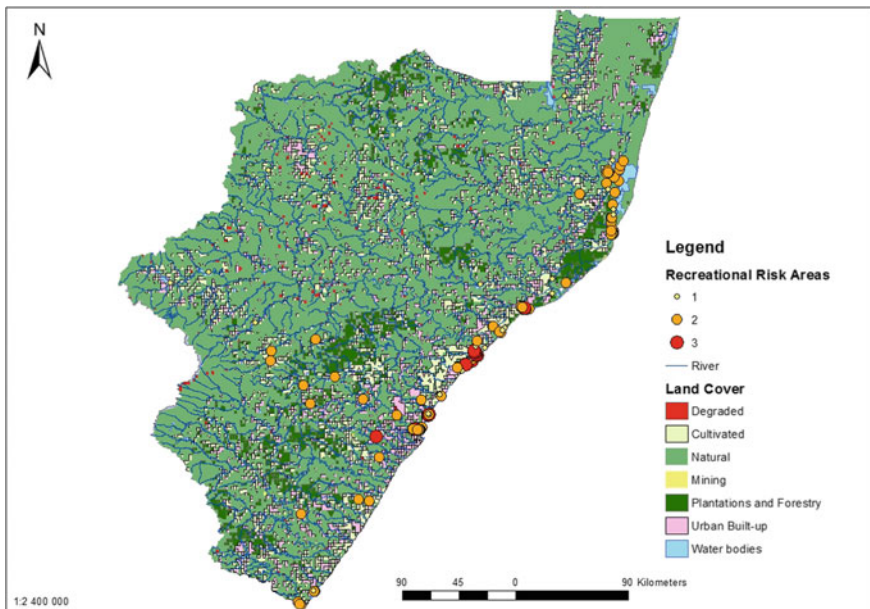 N
Legend
Recreational Risk Areas
1
2
3
River
Land Cover
Degraded
Cultivated
Natural
Mining
Plantations and Forestry
Urban Built-up
Water bodies
90 45 0 90 Kilometers
1:2 400 000